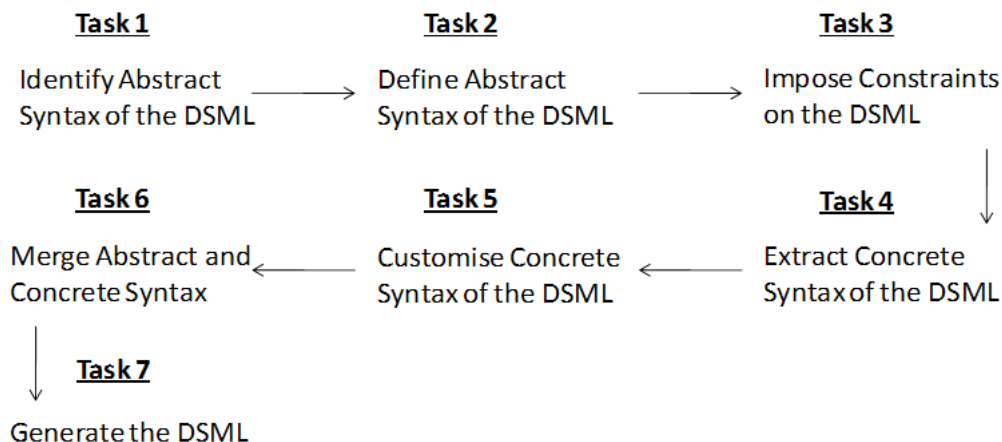 Task 1
Task 2
Task 3
Identify Abstract
Syntax of the DSML
Define Abstract
Syntax of the DSML
Impose Constraints
on the DSML
Task 6
Task 5
Task 4
Merge Abstract and
Concrete Syntax
Customise Concrete
Syntax of the DSML
Extract Concrete
Syntax of the DSML
Task 7
Generate the DSML